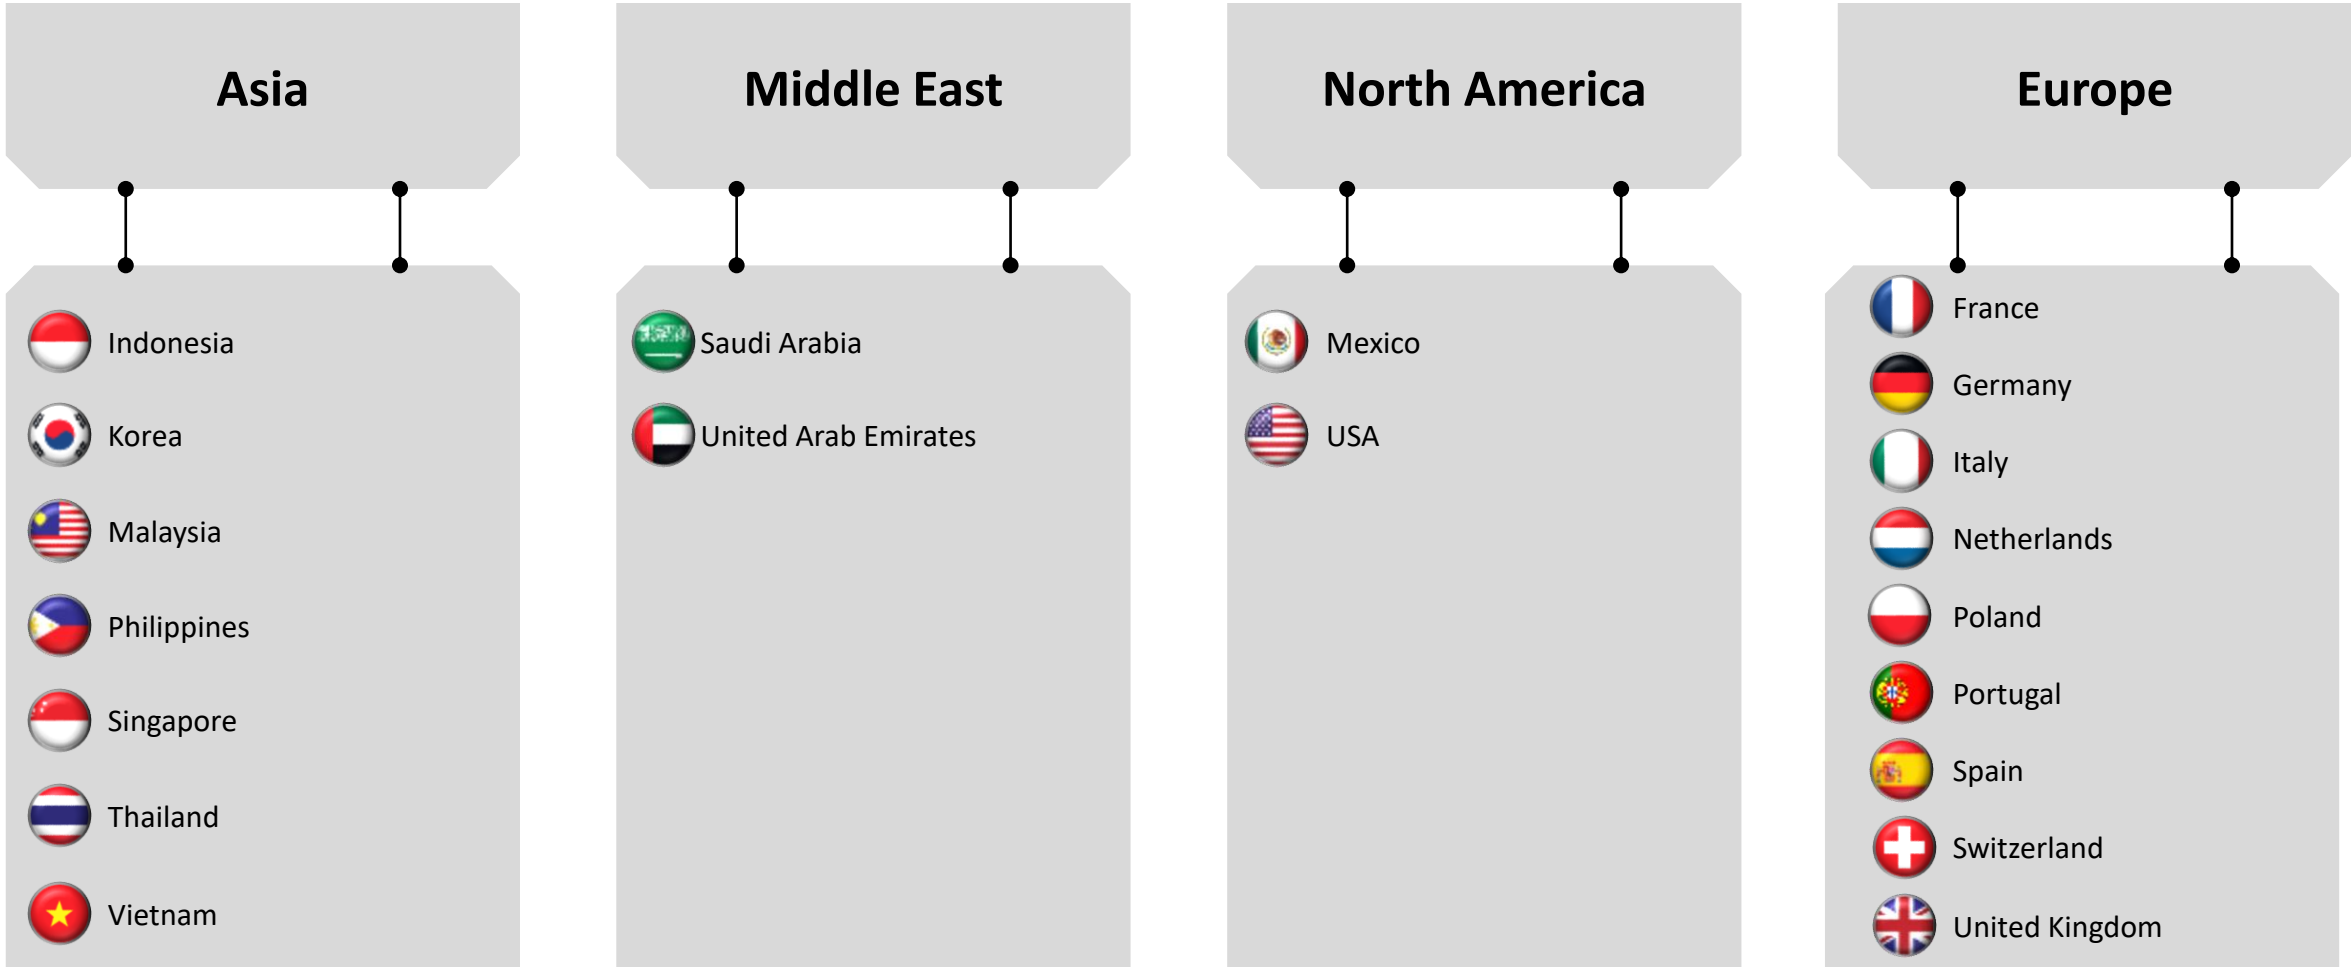 Asia
Indonesia
Korea
Malaysia
Philippines
Singapore
Thailand
Vietnam
Middle East
Saudi Arabia
United Arab Emirates
North America
Mexico
USA
Europe
France
Germany
Italy
Netherlands
Poland
Portugal
Spain
Switzerland
United Kingdom